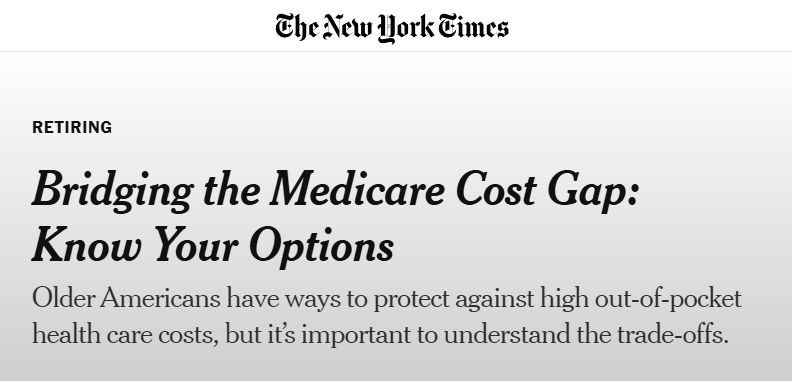 The New York Times
RETIRING
Bridging the Medicare Cost Gap:
Know Your Options
Older Americans have ways to protect against high out-of-pocket
health care costs, but it’s important to understand the trade-offs.